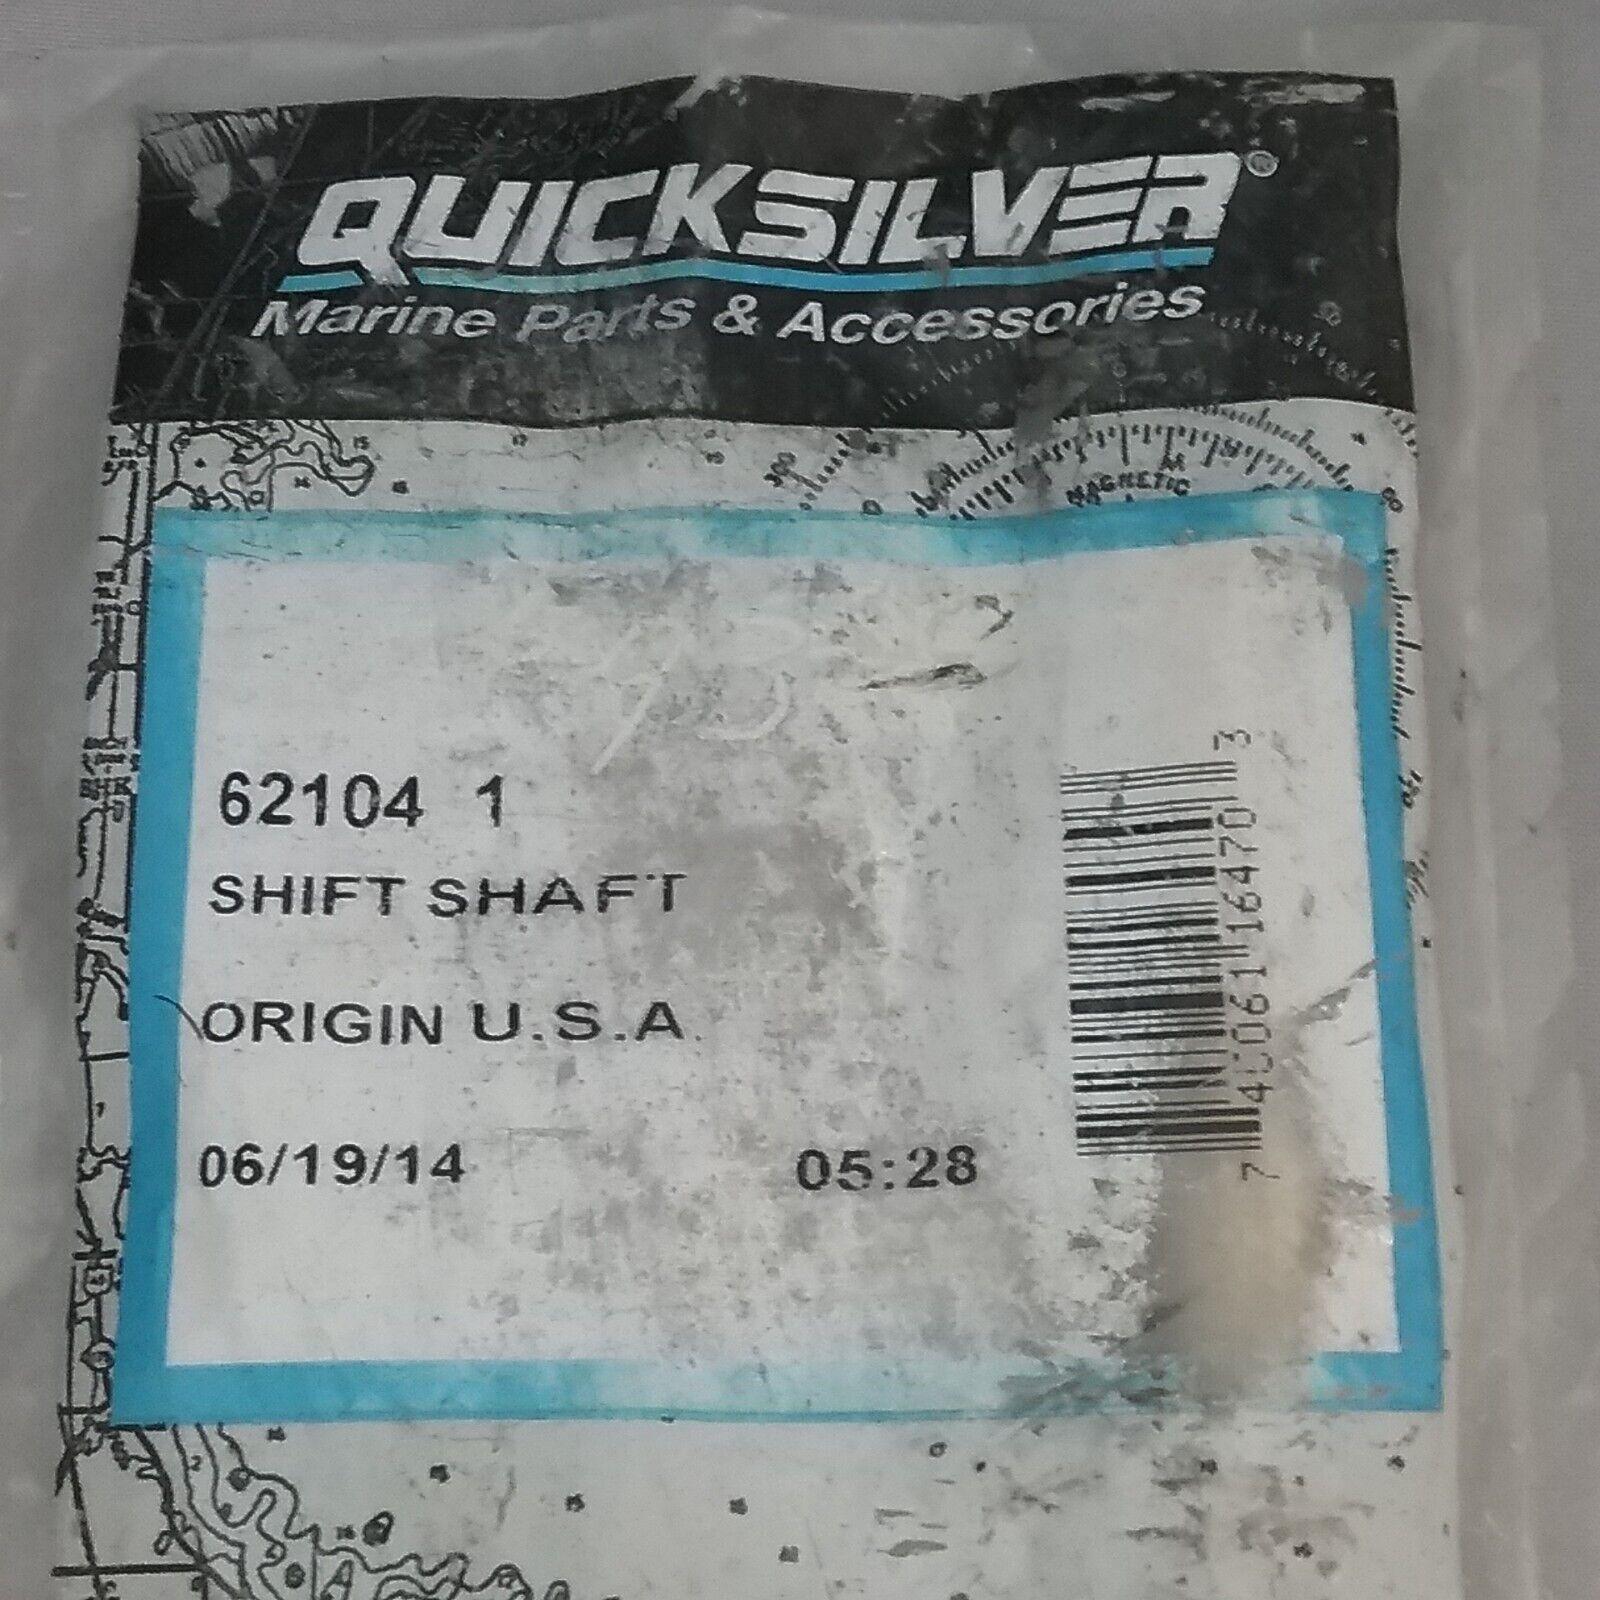 QUICKSILVER®
Marine Parts & Accessories
MAGNETIC
62104 1
SHIFT SHAFT
ORIGIN U.S.A.
06/19/14 05:28
7 40061 16470 3